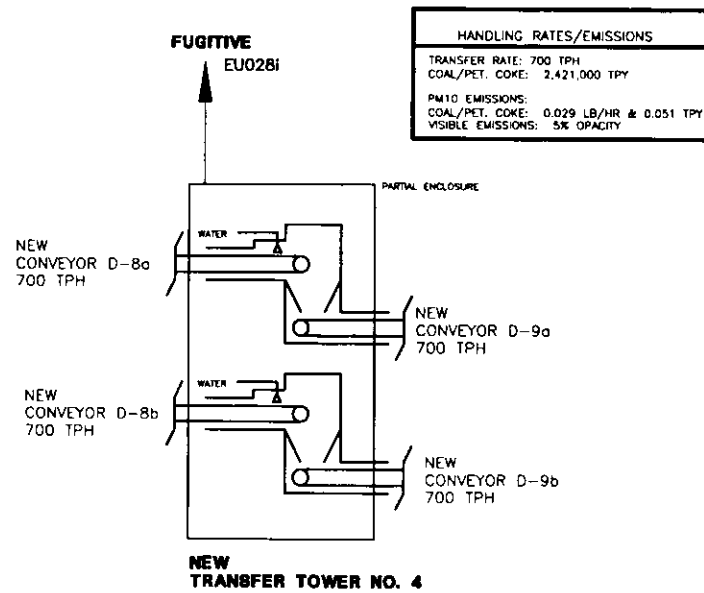 HANDLING RATES/EMISSIONS
TRANSFER RATE: 700 TPH
COAL/PET. COKE: 2,421,000 TPY
PM10 EMISSIONS:
COAL/PET. COKE: 0.029 LB/HR & 0.051 TPY
VISIBLE EMISSIONS: 5% OPACITY
FUGITIVE
EU028i
PARTIAL ENCLOSURE
WATER
NEW
CONVEYOR D-8a
700 TPH
NEW
CONVEYOR D-9a
700 TPH
WATER
NEW
CONVEYOR D-8b
700 TPH
NEW
CONVEYOR D-9b
700 TPH
NEW
TRANSFER TOWER NO. 4